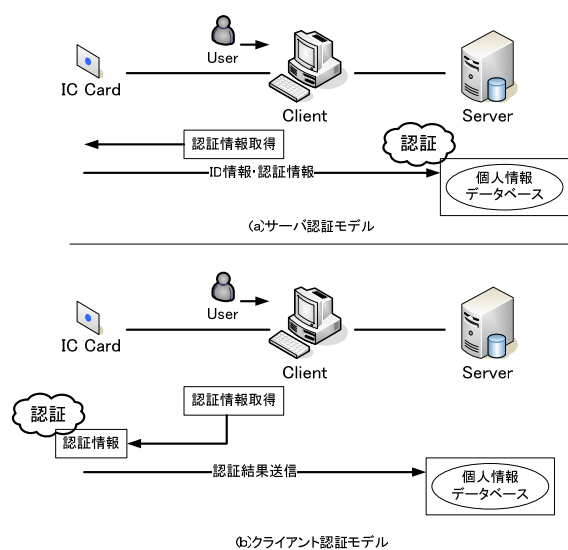 User
IC Card
Client
Server
認証情報取得
認証
ID情報・認証情報
個人情報
データベース
(a)サーバ認証モデル
User
IC Card
Client
Server
認証
認証情報取得
認証情報
認証結果送信
個人情報
データベース
(b)クライアント認証モデル